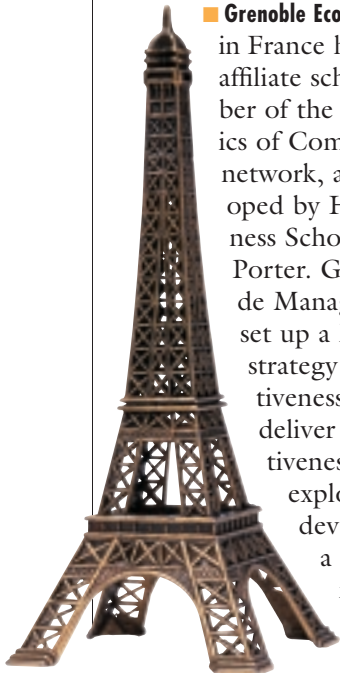 ■ Grenoble Eco
in France h
affiliate sch
ber of the
ics of Com
network, a
oped by H
ness Scho
Porter. G
de Manag
set up a
strategy
tiveness
deliver
tivenes
explo
dev
a